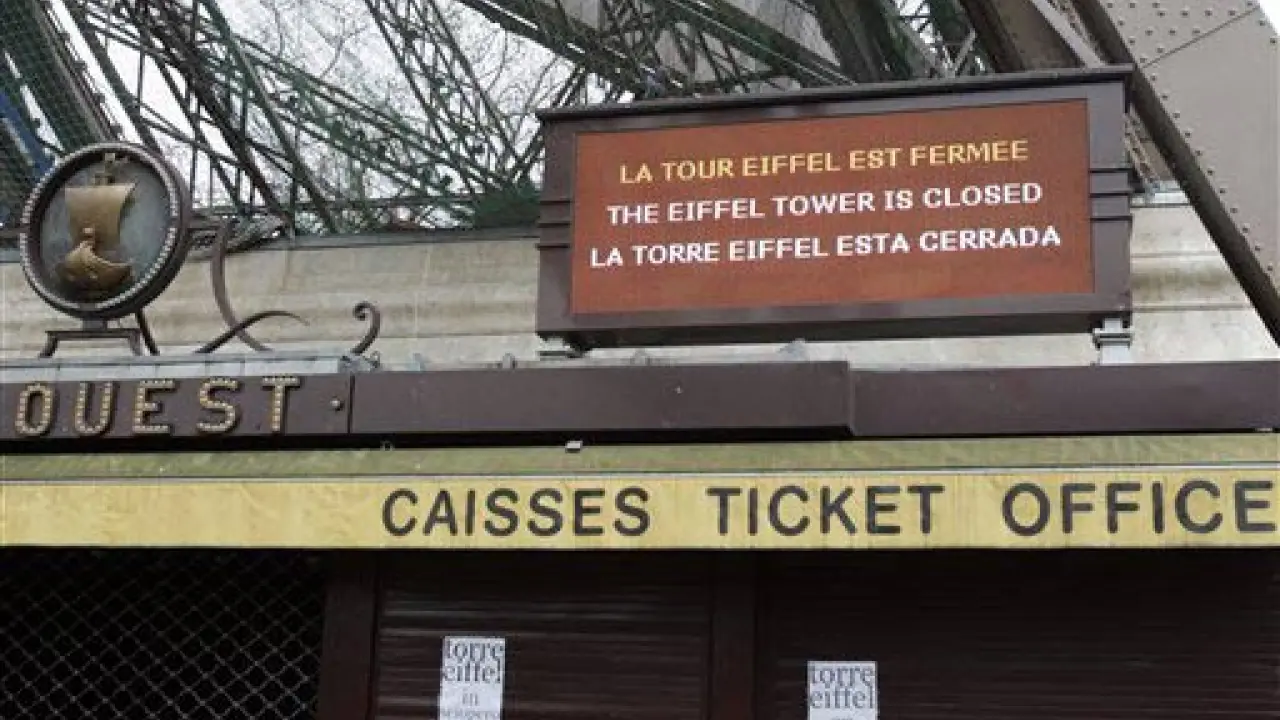 LA TOUR EIFFEL EST FERMEE
THE EIFFEL TOWER IS CLOSED
LA TORRE EIFFEL ESTA CERRADA
OUEST
CAISSES TICKET OFFICE
torre
eiffel
in
torre
eiffel